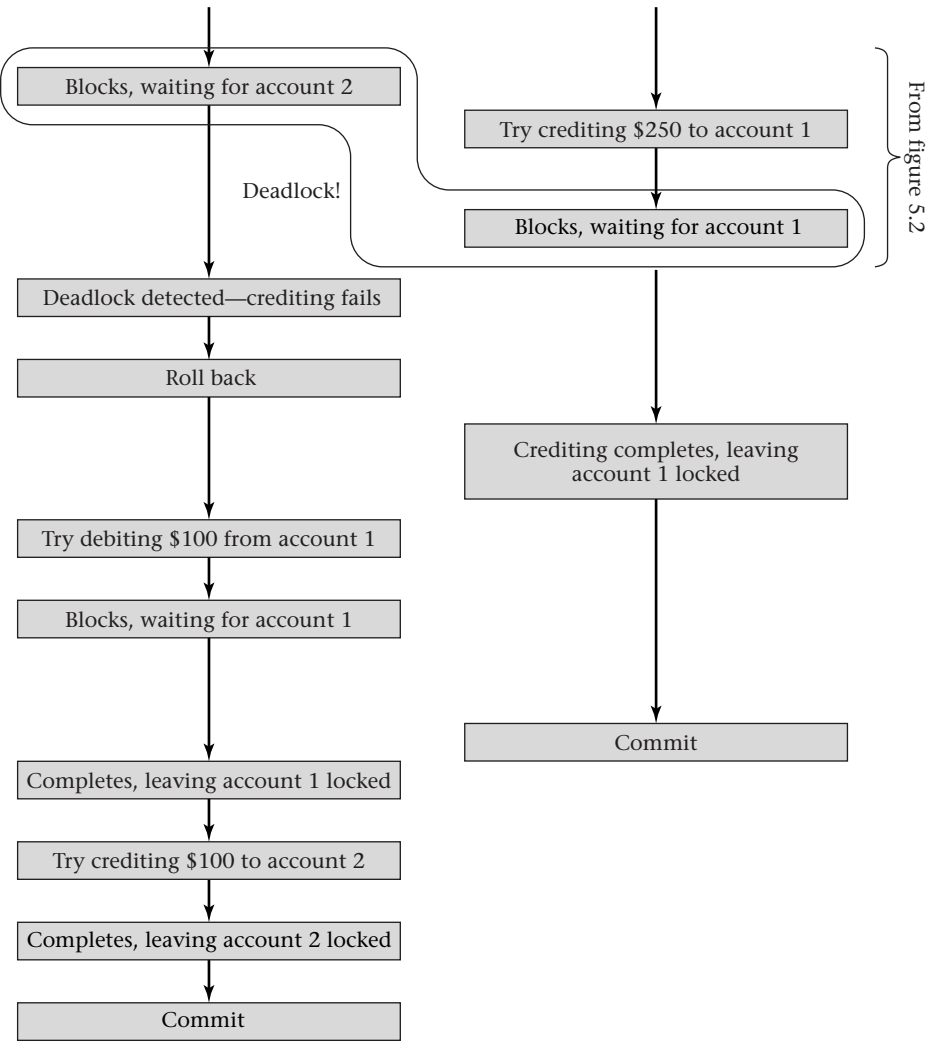 Blocks, waiting for account 2
Try crediting $250 to account 1
From figure 5.2
Deadlock!
Blocks, waiting for account 1
Deadlock detected—crediting fails
Roll back
Crediting completes, leaving
account 1 locked
Try debiting $100 from account 1
Blocks, waiting for account 1
Commit
Completes, leaving account 1 locked
Try crediting $100 to account 2
Completes, leaving account 2 locked
Commit